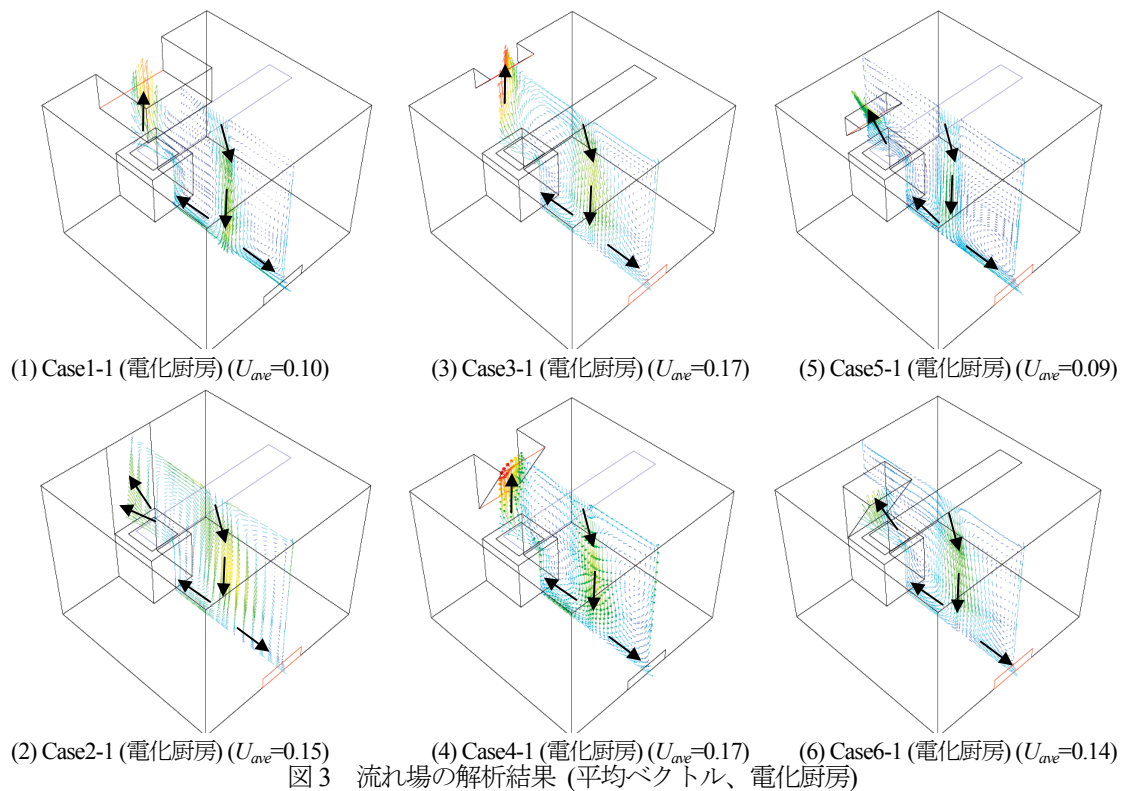 (1) Case1-1 (電化厨房) (Uave=0.10)
(3) Case3-1 (電化厨房) (Uave=0.17)
(5) Case5-1 (電化厨房) (Uave=0.09)
(2) Case2-1 (電化厨房) (Uave=0.15)
(4) Case4-1 (電化厨房) (Uave=0.17)
(6) Case6-1 (電化厨房) (Uave=0.14)
図 3 流れ場の解析結果 (平均ベクトル、電化厨房)